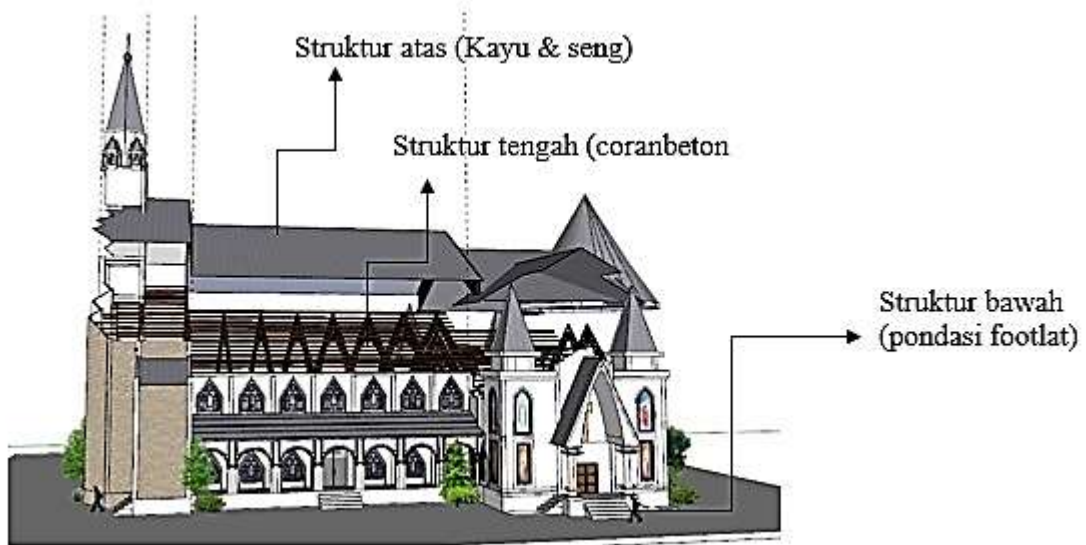 Struktur atas (Kayu & seng)
Struktur tengah (coranbeton
Struktur bawah
(pondasi footlat)